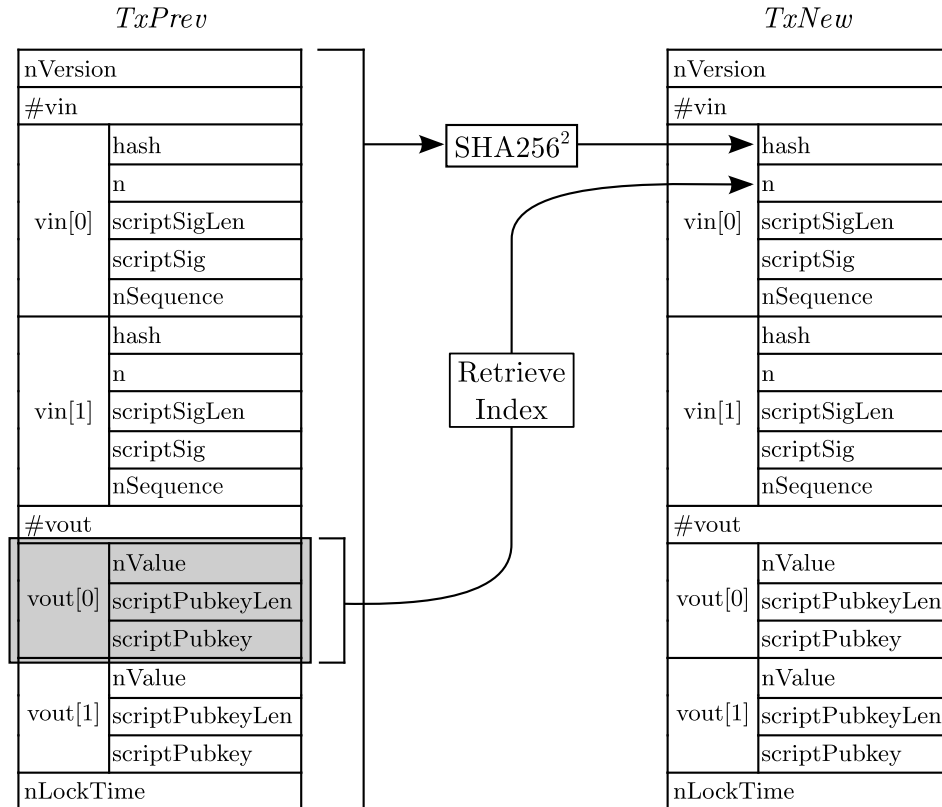 TxPrev
nVersion
#vin
vin[0]
hash
n
scriptSigLen
scriptSig
nSequence
vin[1]
hash
n
scriptSigLen
scriptSig
nSequence
#vout
vout[0]
nValue
scriptPubkeyLen
scriptPubkey
vout[1]
nValue
scriptPubkeyLen
scriptPubkey
nLockTime
SHA256²
Retrieve
Index
TxNew
nVersion
#vin
vin[0]
hash
n
scriptSigLen
scriptSig
nSequence
vin[1]
hash
n
scriptSigLen
scriptSig
nSequence
#vout
vout[0]
nValue
scriptPubkeyLen
scriptPubkey
vout[1]
nValue
scriptPubkeyLen
scriptPubkey
nLockTime